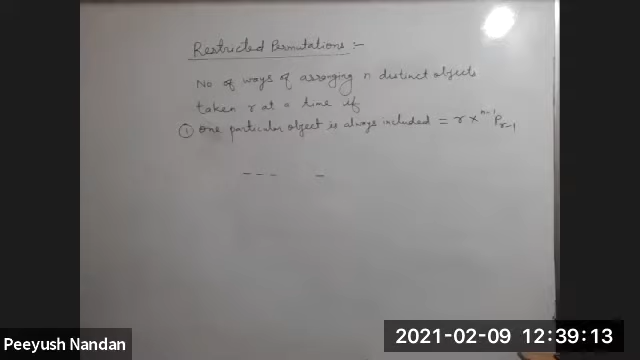 Restricted Permutations :-
No of ways of arranging n distinct objects
taken r at a time if
① One particular object is always included = r × ⁿ⁻¹Pᵣ₋₁
– – – –
Peeyush Nandan
2021-02-09 12:39:13